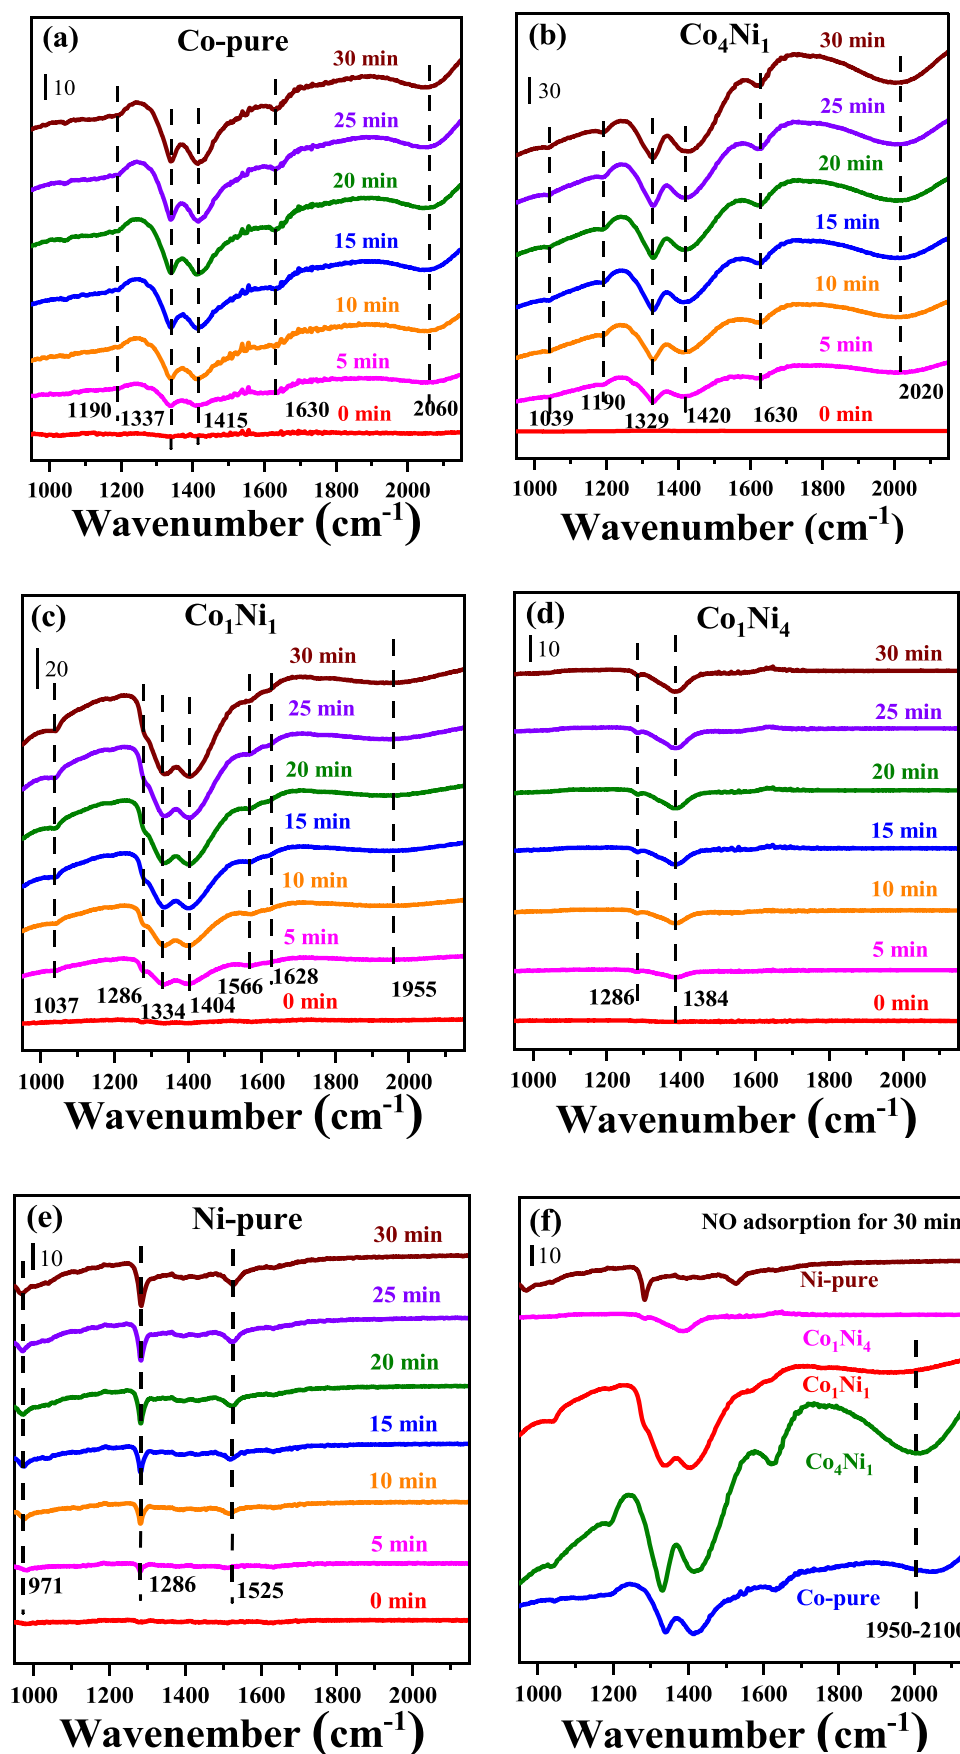 (a) Co-pure
10
30 min
25 min
20 min
15 min
10 min
5 min
0 min
1190 1337 1415 1630 2060
1000 1200 1400 1600 1800 2000
Wavenumber (cm⁻¹)
(b) Co₄Ni₁
30
30 min
25 min
20 min
15 min
10 min
5 min
0 min
1039 1190 1329 1420 1630 2020
1000 1200 1400 1600 1800 2000
Wavenumber (cm⁻¹)
(c) Co₁Ni₁
20
30 min
25 min
20 min
15 min
10 min
5 min
0 min
1037 1286 1334 1404 1566 1628 1955
1000 1200 1400 1600 1800 2000
Wavenumber (cm⁻¹)
(d) Co₁Ni₄
10
30 min
25 min
20 min
15 min
10 min
5 min
0 min
1286 1384
1000 1200 1400 1600 1800 2000
Wavenumber (cm⁻¹)
(e) Ni-pure
10
30 min
25 min
20 min
15 min
10 min
5 min
0 min
971 1286 1525
1000 1200 1400 1600 1800 2000
Wavenember (cm⁻¹)
(f) NO adsorption for 30 min
10
Ni-pure
Co₁Ni₄
Co₁Ni₁
Co₄Ni₁
Co-pure
1950-2100
1000 1200 1400 1600 1800 2000
Wavenumber (cm⁻¹)